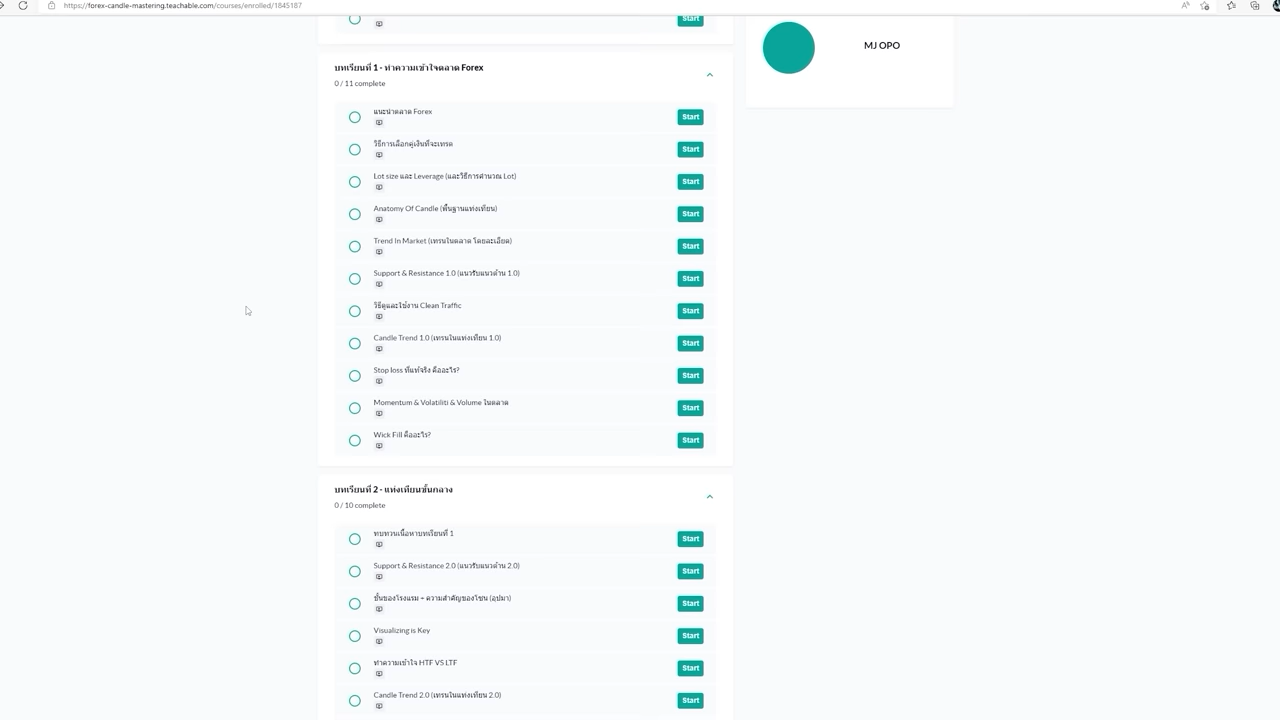 https://forex-candle-mastering.teachable.com/courses/enrolled/1845187
Start
MJ OPO
บทเรียนที่ 1 - ทำความเข้าใจตลาด Forex
0 / 11 complete
แนะนำตลาด Forex
Start
วิธีการเลือกคู่เงินที่จะเทรด
Start
Lot size และ Leverage (และวิธีการคำนวณ Lot)
Start
Anatomy Of Candle (พื้นฐานแท่งเทียน)
Start
Trend In Market (เทรนในตลาด โดยละเอียด)
Start
Support & Resistance 1.0 (แนวรับแนวต้าน 1.0)
Start
วิธีดูและใช้งาน Clean Traffic
Start
Candle Trend 1.0 (เทรนในแท่งเทียน 1.0)
Start
Stop loss ที่แท้จริง คืออะไร?
Start
Momentum & Volatiliti & Volume ในตลาด
Start
Wick Fill คืออะไร?
Start
บทเรียนที่ 2 - แท่งเทียนขั้นกลาง
0 / 10 complete
ทบทวนเนื้อหาบทเรียนที่ 1
Start
Support & Resistance 2.0 (แนวรับแนวต้าน 2.0)
Start
ชั้นของโรงแรม = ความสำคัญของโซน (อุปมา)
Start
Visualizing is Key
Start
ทำความเข้าใจ HTF VS LTF
Start
Candle Trend 2.0 (เทรนในแท่งเทียน 2.0)
Start